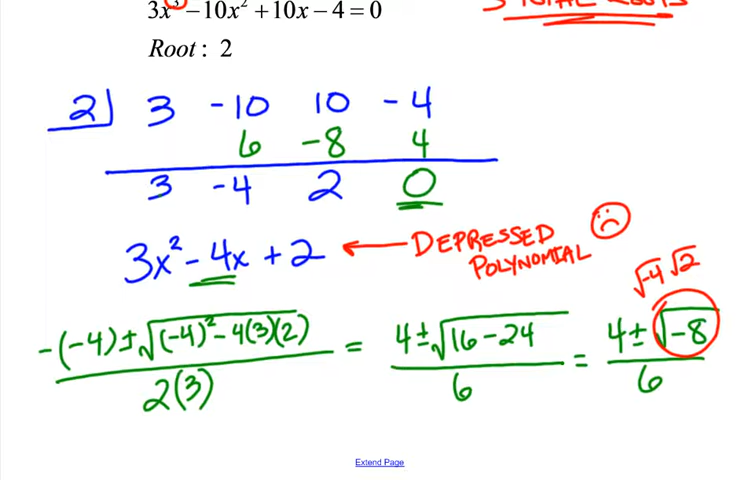 3x³ − 10x² + 10x − 4 = 0
Root : 2
2| 3 -10 10 -4
6 -8 4
3 -4 2 0
3x² - 4x + 2 ← DEPRESSED POLYNOMIAL
√-4 √2
-(-4) ± √(-4)² - 4(3)(2) / 2(3) = 4 ± √16 - 24 / 6 = 4 ± √-8 / 6
Extend Page